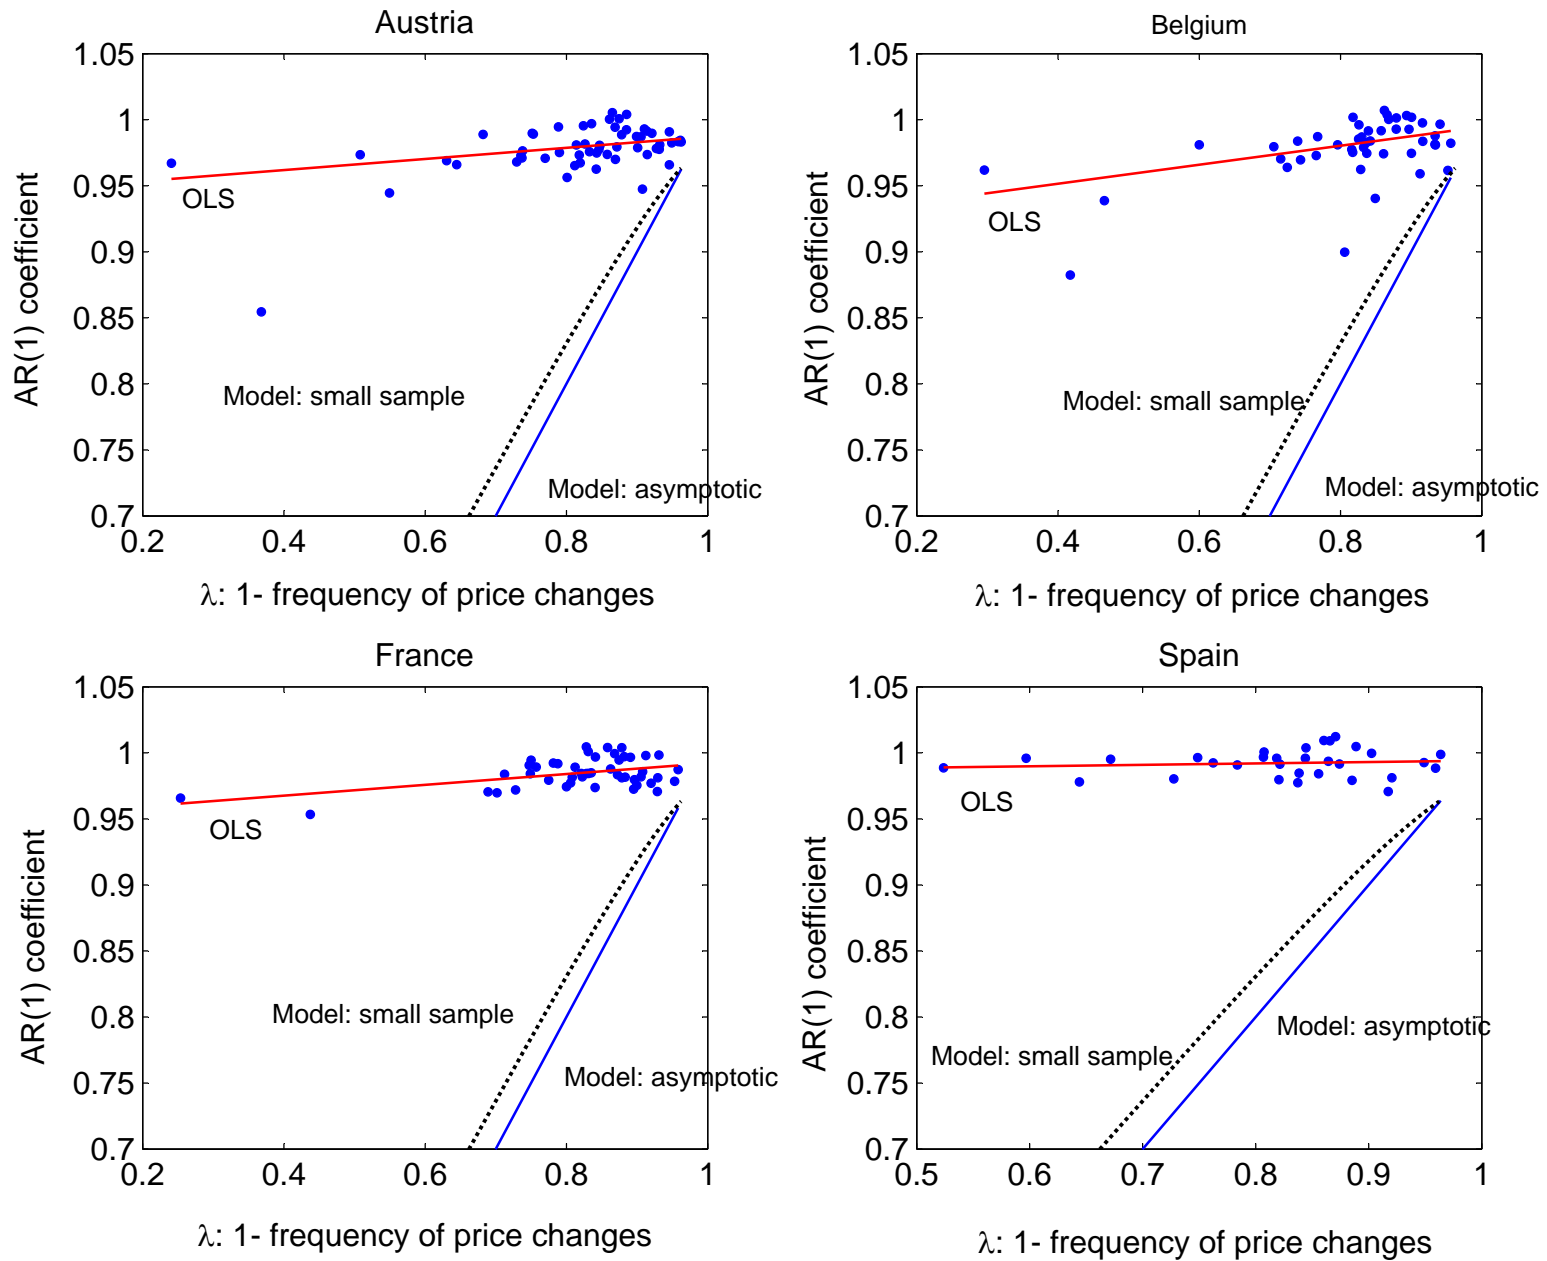 Austria
1.05
1
0.95
0.9
0.85
0.8
0.75
0.7
AR(1) coefficient
OLS
Model: small sample
Model: asymptotic
0.2 0.4 0.6 0.8 1
λ: 1- frequency of price changes
Belgium
1.05
1
0.95
0.9
0.85
0.8
0.75
0.7
AR(1) coefficient
OLS
Model: small sample
Model: asymptotic
0.2 0.4 0.6 0.8 1
λ: 1- frequency of price changes
France
1.05
1
0.95
0.9
0.85
0.8
0.75
0.7
AR(1) coefficient
OLS
Model: small sample
Model: asymptotic
0.2 0.4 0.6 0.8 1
λ: 1- frequency of price changes
Spain
1.05
1
0.95
0.9
0.85
0.8
0.75
0.7
AR(1) coefficient
OLS
Model: asymptotic
Model: small sample
0.5 0.6 0.7 0.8 0.9 1
λ: 1- frequency of price changes